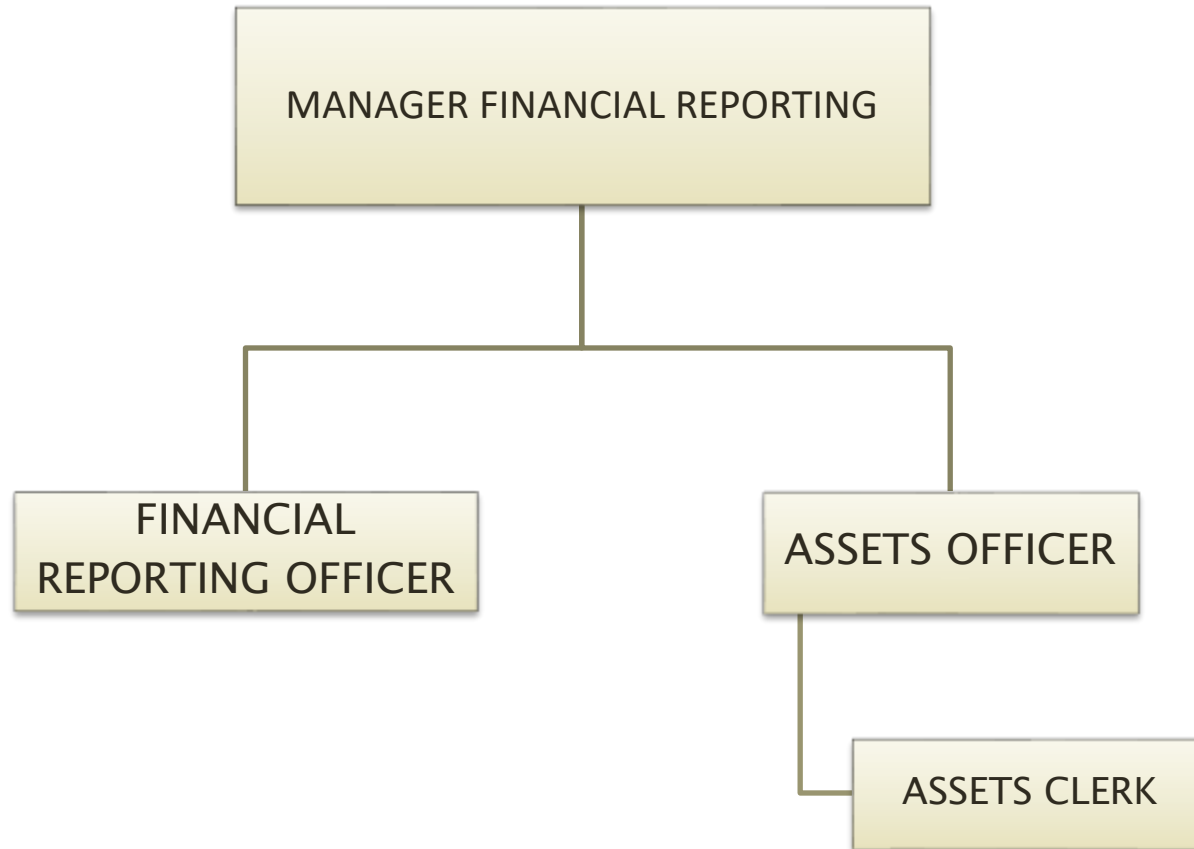 MANAGER FINANCIAL REPORTING
FINANCIAL
REPORTING OFFICER
ASSETS OFFICER
ASSETS CLERK